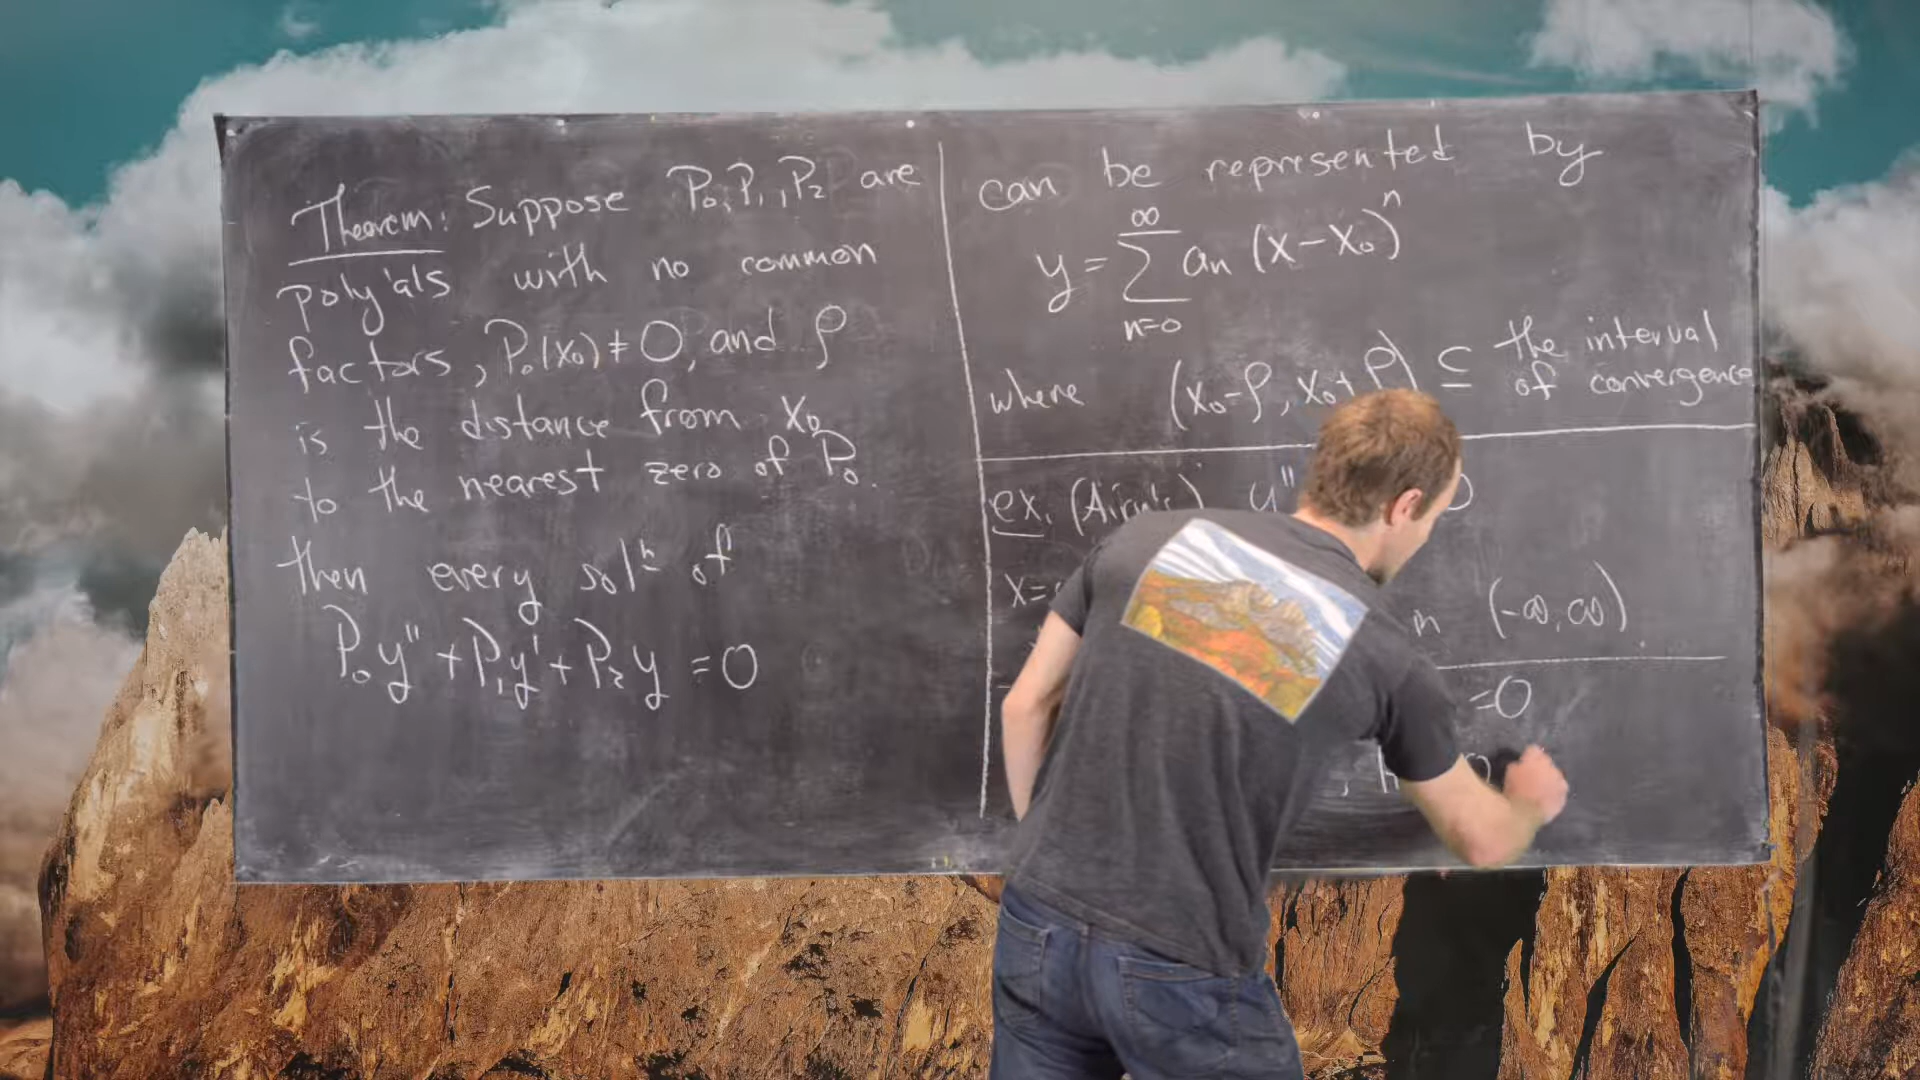 Theorem: Suppose P₀, P₁, P₂ are
poly'als with no common
factors, P₀(x₀) ≠ 0, and ρ
is the distance from x₀
to the nearest zero of P₀.
then every solⁿ of
P₀y'' + P₁y' + P₂y = 0
can be represented by
y = ∑_{n=0}^{∞} an (x-x₀)ⁿ
where (x₀-ρ, x₀+ρ) ⊆ the interval
of convergence
ex, (Airy's) y''
x=
(-∞,∞).
=0